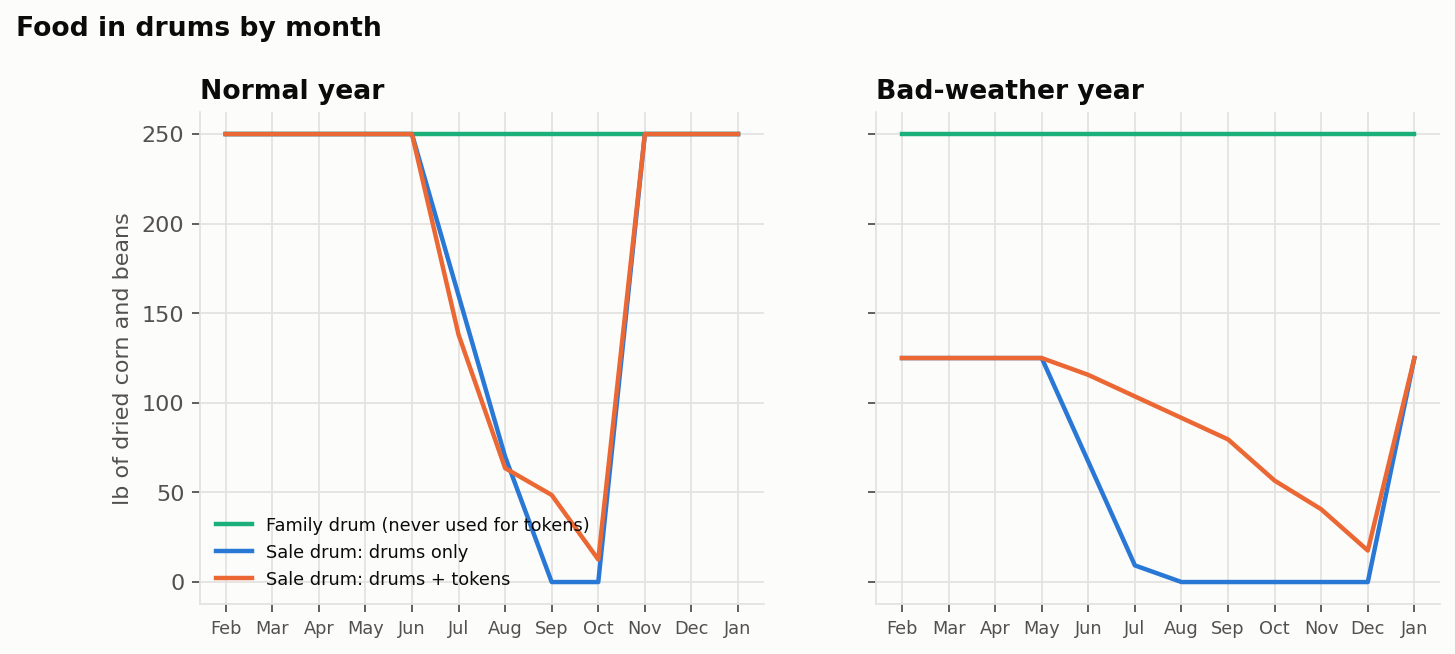 Food in drums by month
Normal year
Bad-weather year
lb of dried corn and beans
250
200
150
100
50
0
Family drum (never used for tokens)
Sale drum: drums only
Sale drum: drums + tokens
Feb Mar Apr May Jun Jul Aug Sep Oct Nov Dec Jan
Feb Mar Apr May Jun Jul Aug Sep Oct Nov Dec Jan